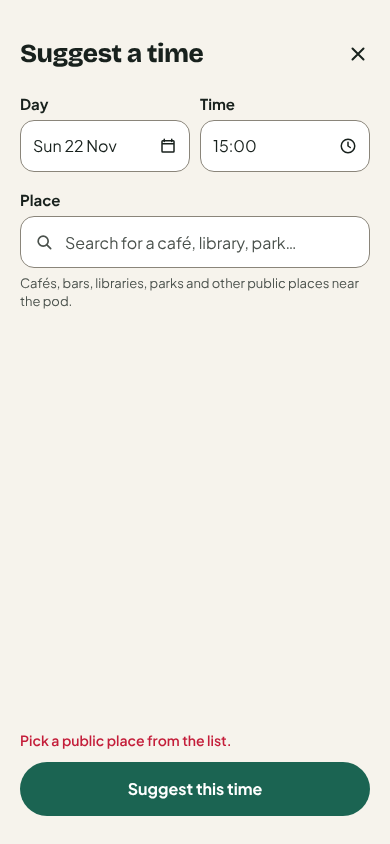 Suggest a time
Day
Time
Sun 22 Nov
15:00
Place
Search for a café, library, park...
Cafés, bars, libraries, parks and other public places near
the pod.
Pick a public place from the list.
Suggest this time